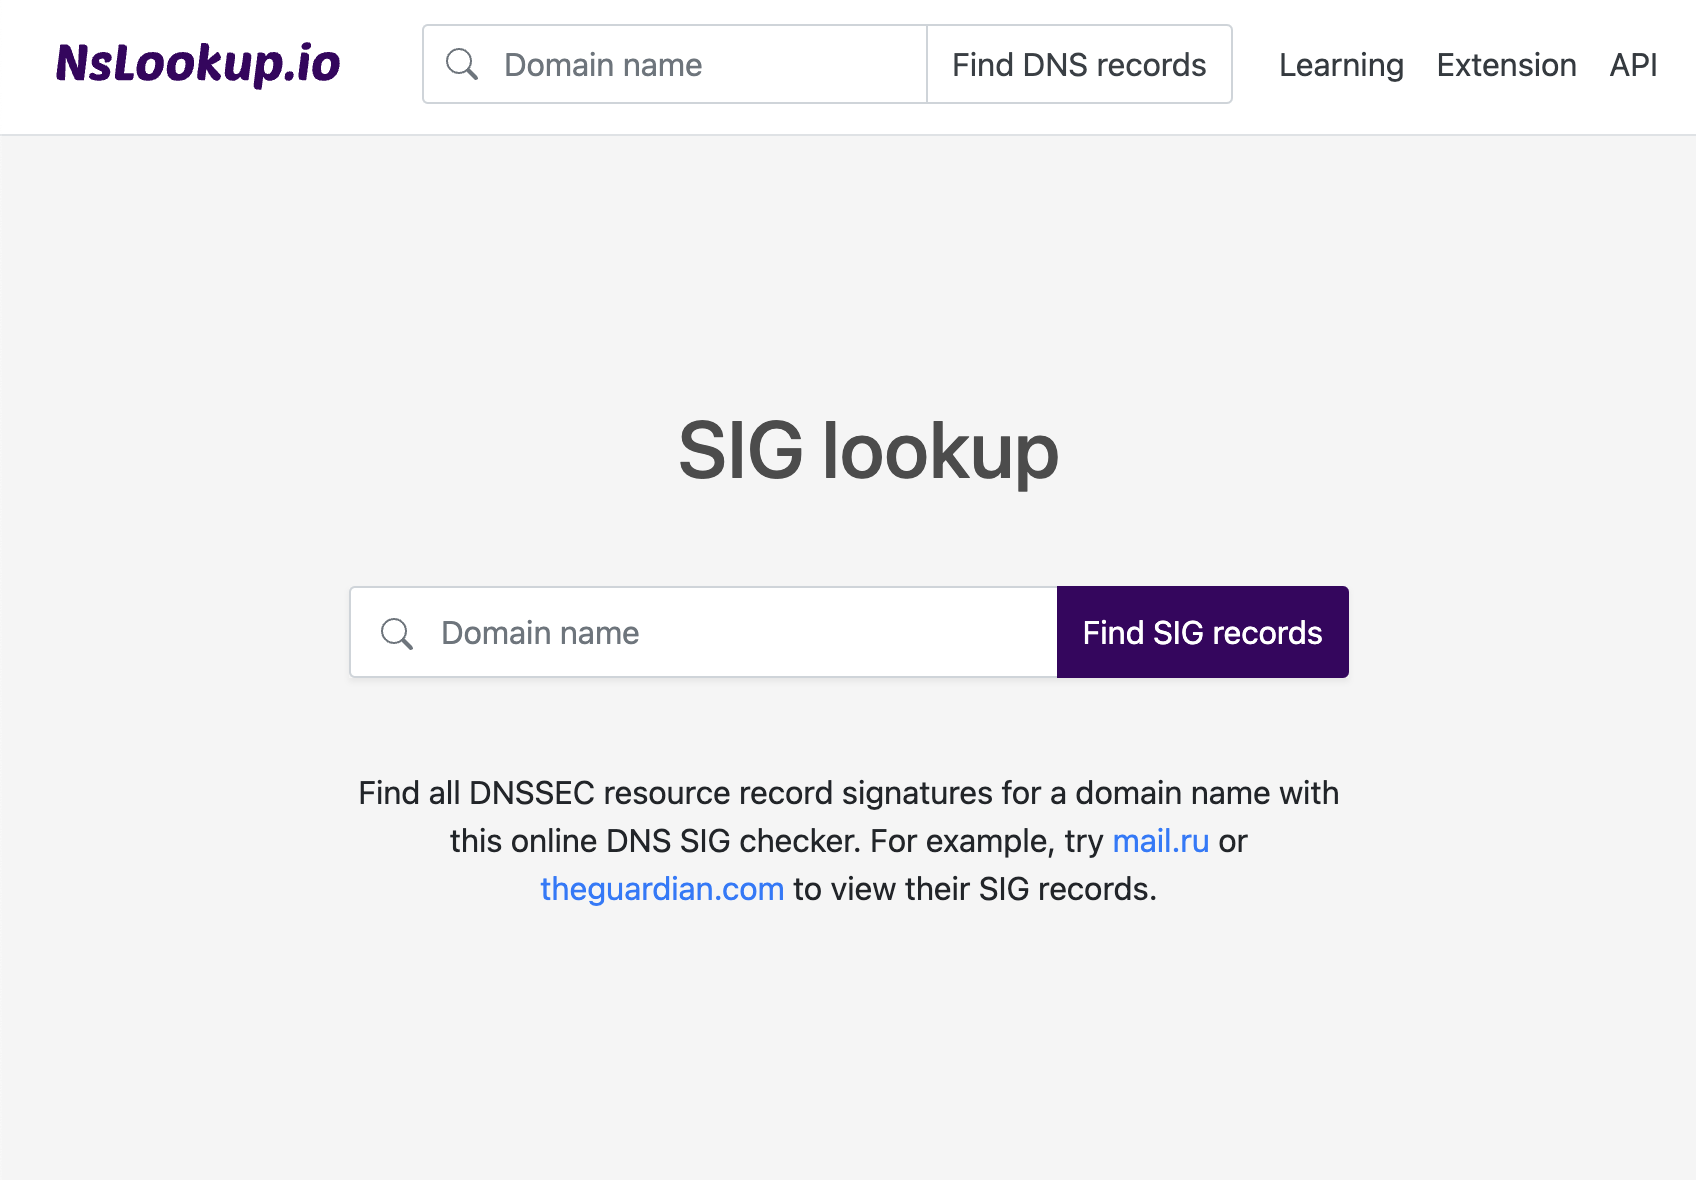 NsLookup.io
Domain name
Find DNS records
Learning
Extension
API
SIG lookup
Domain name
Find SIG records
Find all DNSSEC resource record signatures for a domain name with
this online DNS SIG checker. For example, try mail.ru or
theguardian.com to view their SIG records.